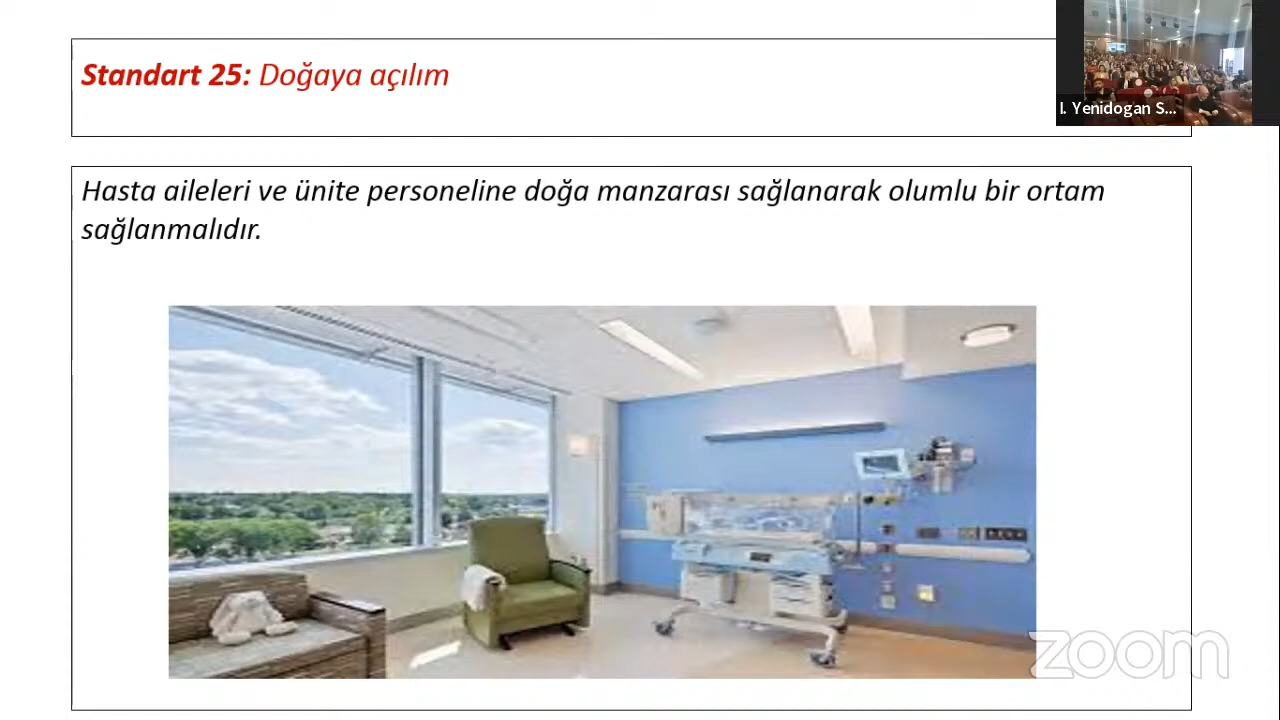 Standart 25: Doğaya açılım
I. Yenidogan S...
Hasta aileleri ve ünite personeline doğa manzarası sağlanarak olumlu bir ortam
sağlanmalıdır.
zoom